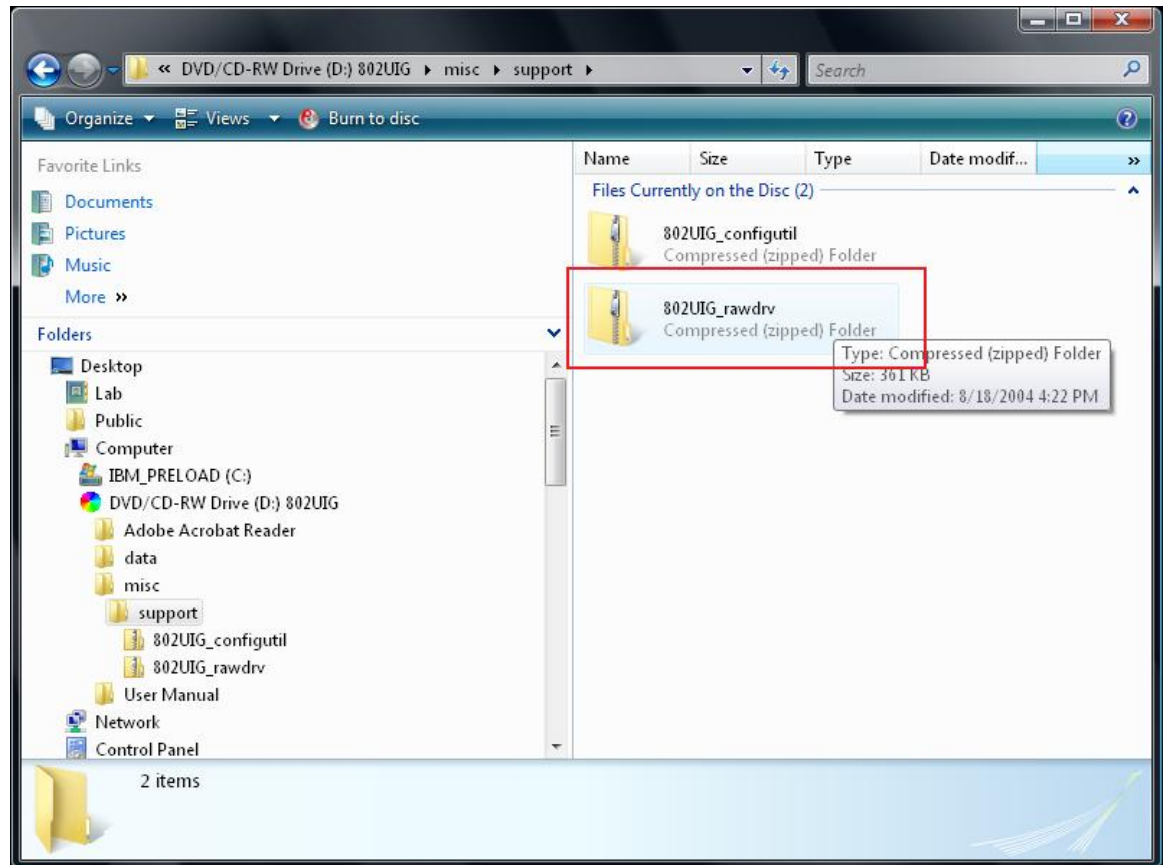 « DVD/CD-RW Drive (D:) 802UIG ▸ misc ▸ support ▸
Search
Organize
Views
Burn to disc
Favorite Links
Documents
Pictures
Music
More »
Folders
Desktop
Lab
Public
Computer
IBM_PRELOAD (C:)
DVD/CD-RW Drive (D:) 802UIG
Adobe Acrobat Reader
data
misc
support
802UIG_configutil
802UIG_rawdrv
User Manual
Network
Control Panel
Name Size Type Date modif... »
Files Currently on the Disc (2)
802UIG_configutil
Compressed (zipped) Folder
802UIG_rawdrv
Compressed (zipped) Folder
Type: Compressed (zipped) Folder
Size: 361 KB
Date modified: 8/18/2004 4:22 PM
2 items